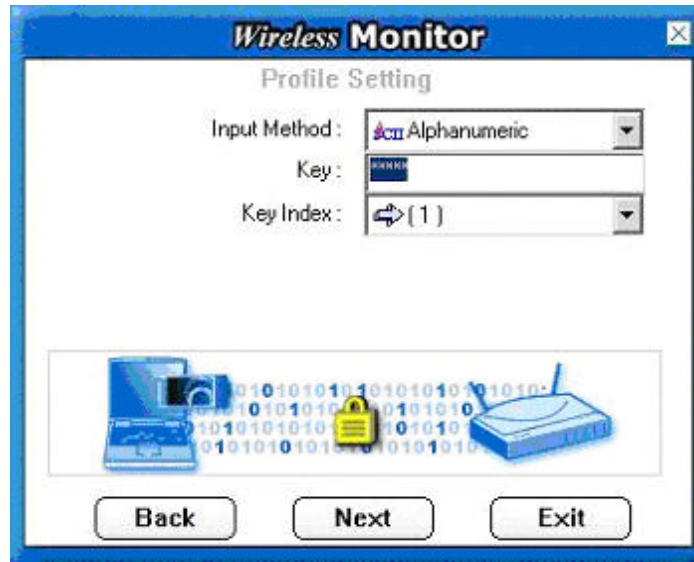 Wireless Monitor
Profile Setting
Input Method : Alphanumeric
Key : *****
Key Index : (1)
Back Next Exit